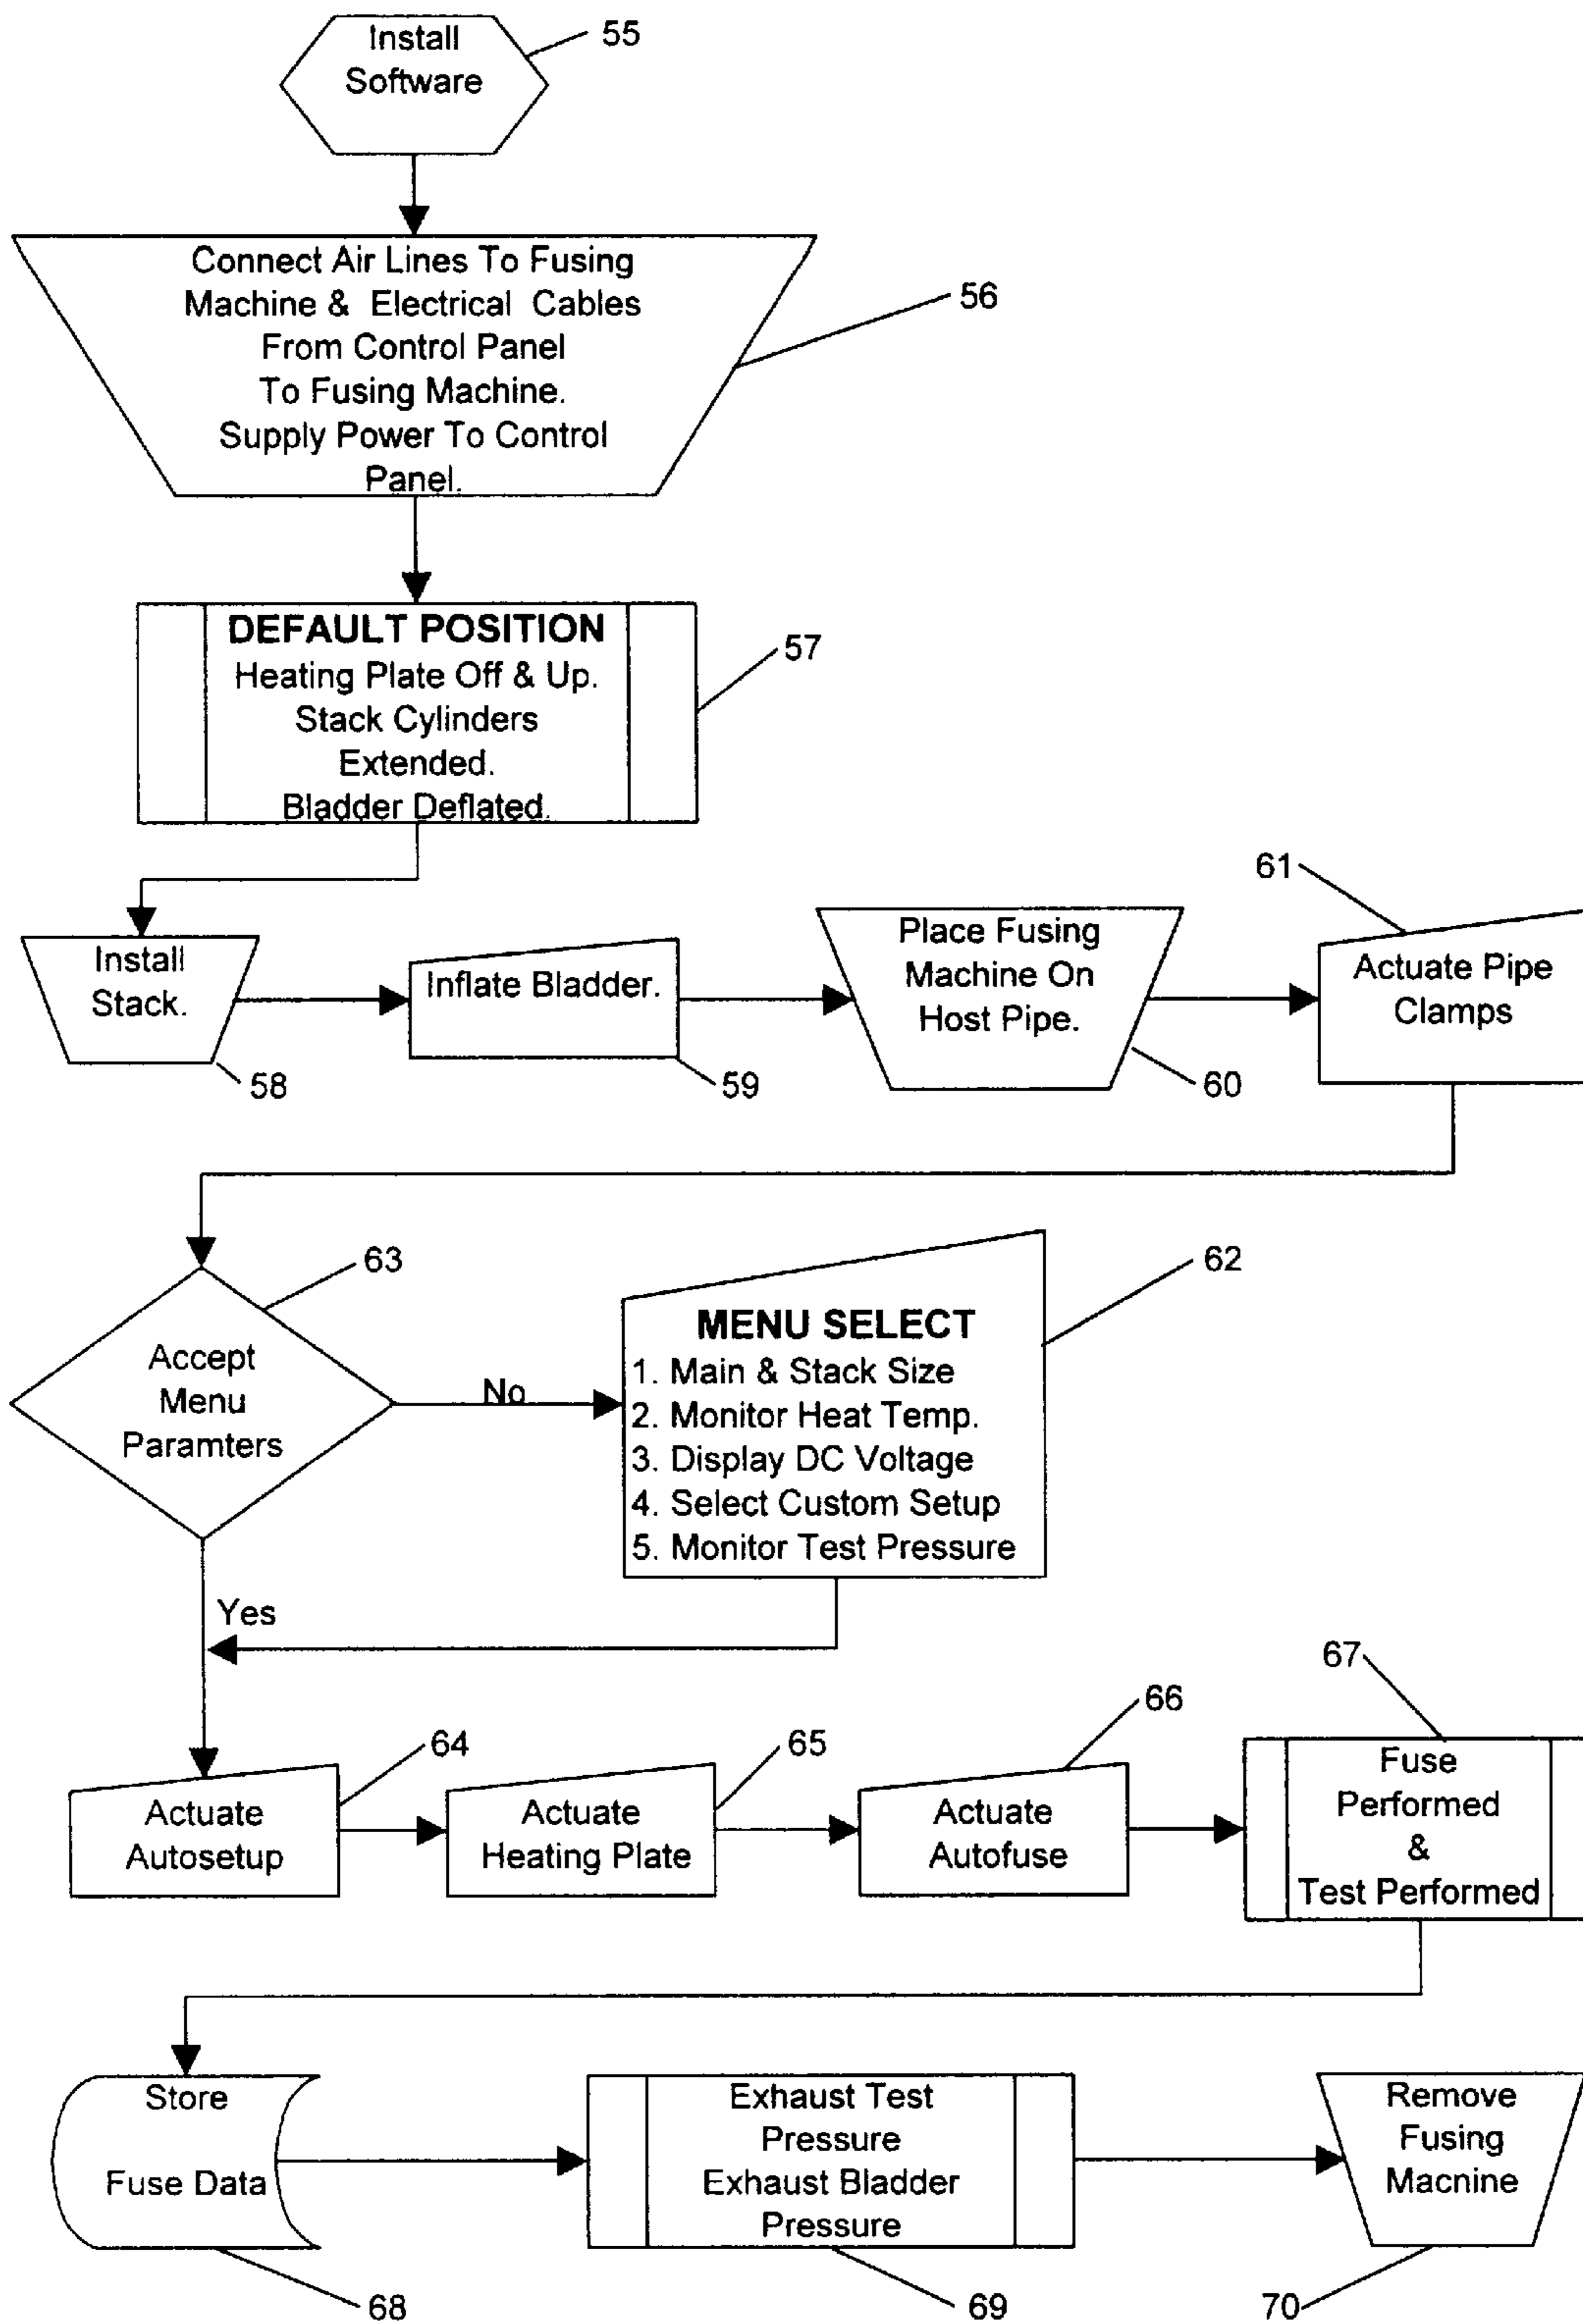 Install
Software
55
Connect Air Lines To Fusing
Machine & Electrical Cables
From Control Panel
To Fusing Machine.
Supply Power To Control
Panel.
56
DEFAULT POSITION
Heating Plate Off & Up.
Stack Cylinders
Extended.
Bladder Deflated.
57
Install
Stack.
58
Inflate Bladder.
59
Place Fusing
Machine On
Host Pipe.
60
61
Actuate Pipe
Clamps
63
Accept
Menu
Paramters
No
62
MENU SELECT
1. Main & Stack Size
2. Monitor Heat Temp.
3. Display DC Voltage
4. Select Custom Setup
5. Monitor Test Pressure
Yes
64
Actuate
Autosetup
65
Actuate
Heating Plate
66
Actuate
Autofuse
67
Fuse
Performed
&
Test Performed
Store
Fuse Data
68
Exhaust Test
Pressure
Exhaust Bladder
Pressure
69
Remove
Fusing
Macnine
70